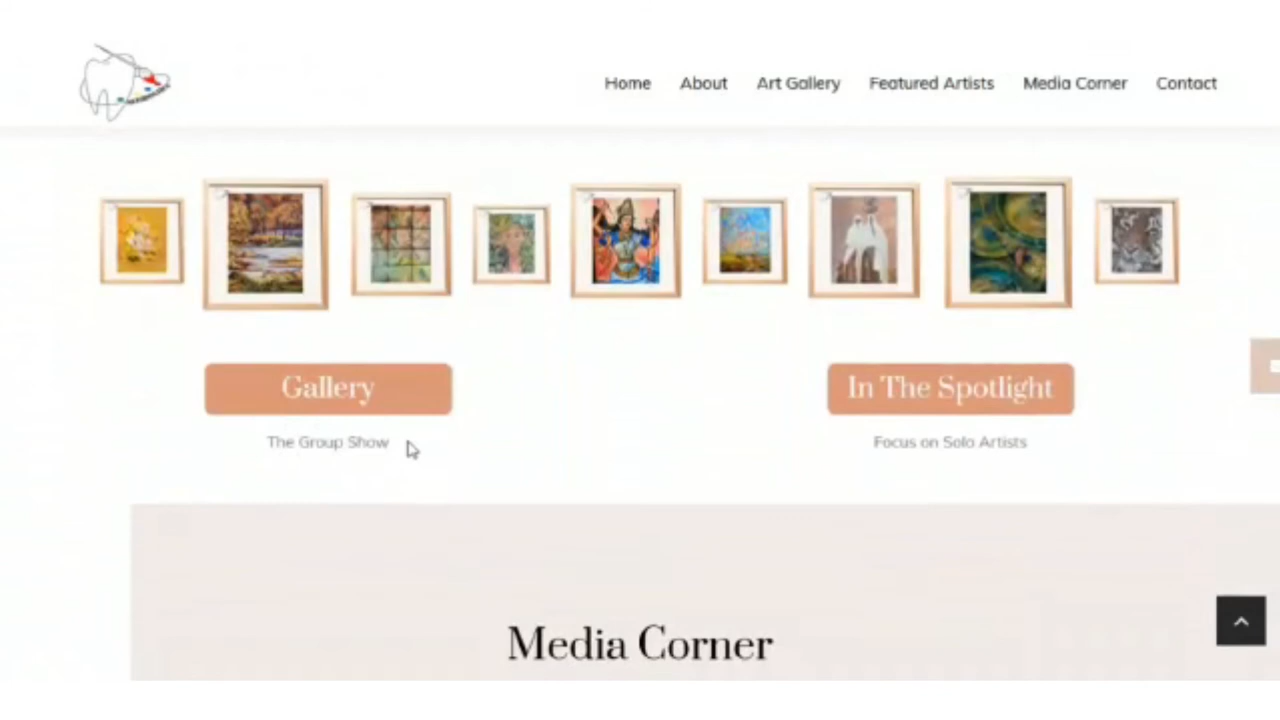 Home About Art Gallery Featured Artists Media Corner Contact
Gallery In The Spotlight
The Group Show Focus on Solo Artists
Media Corner